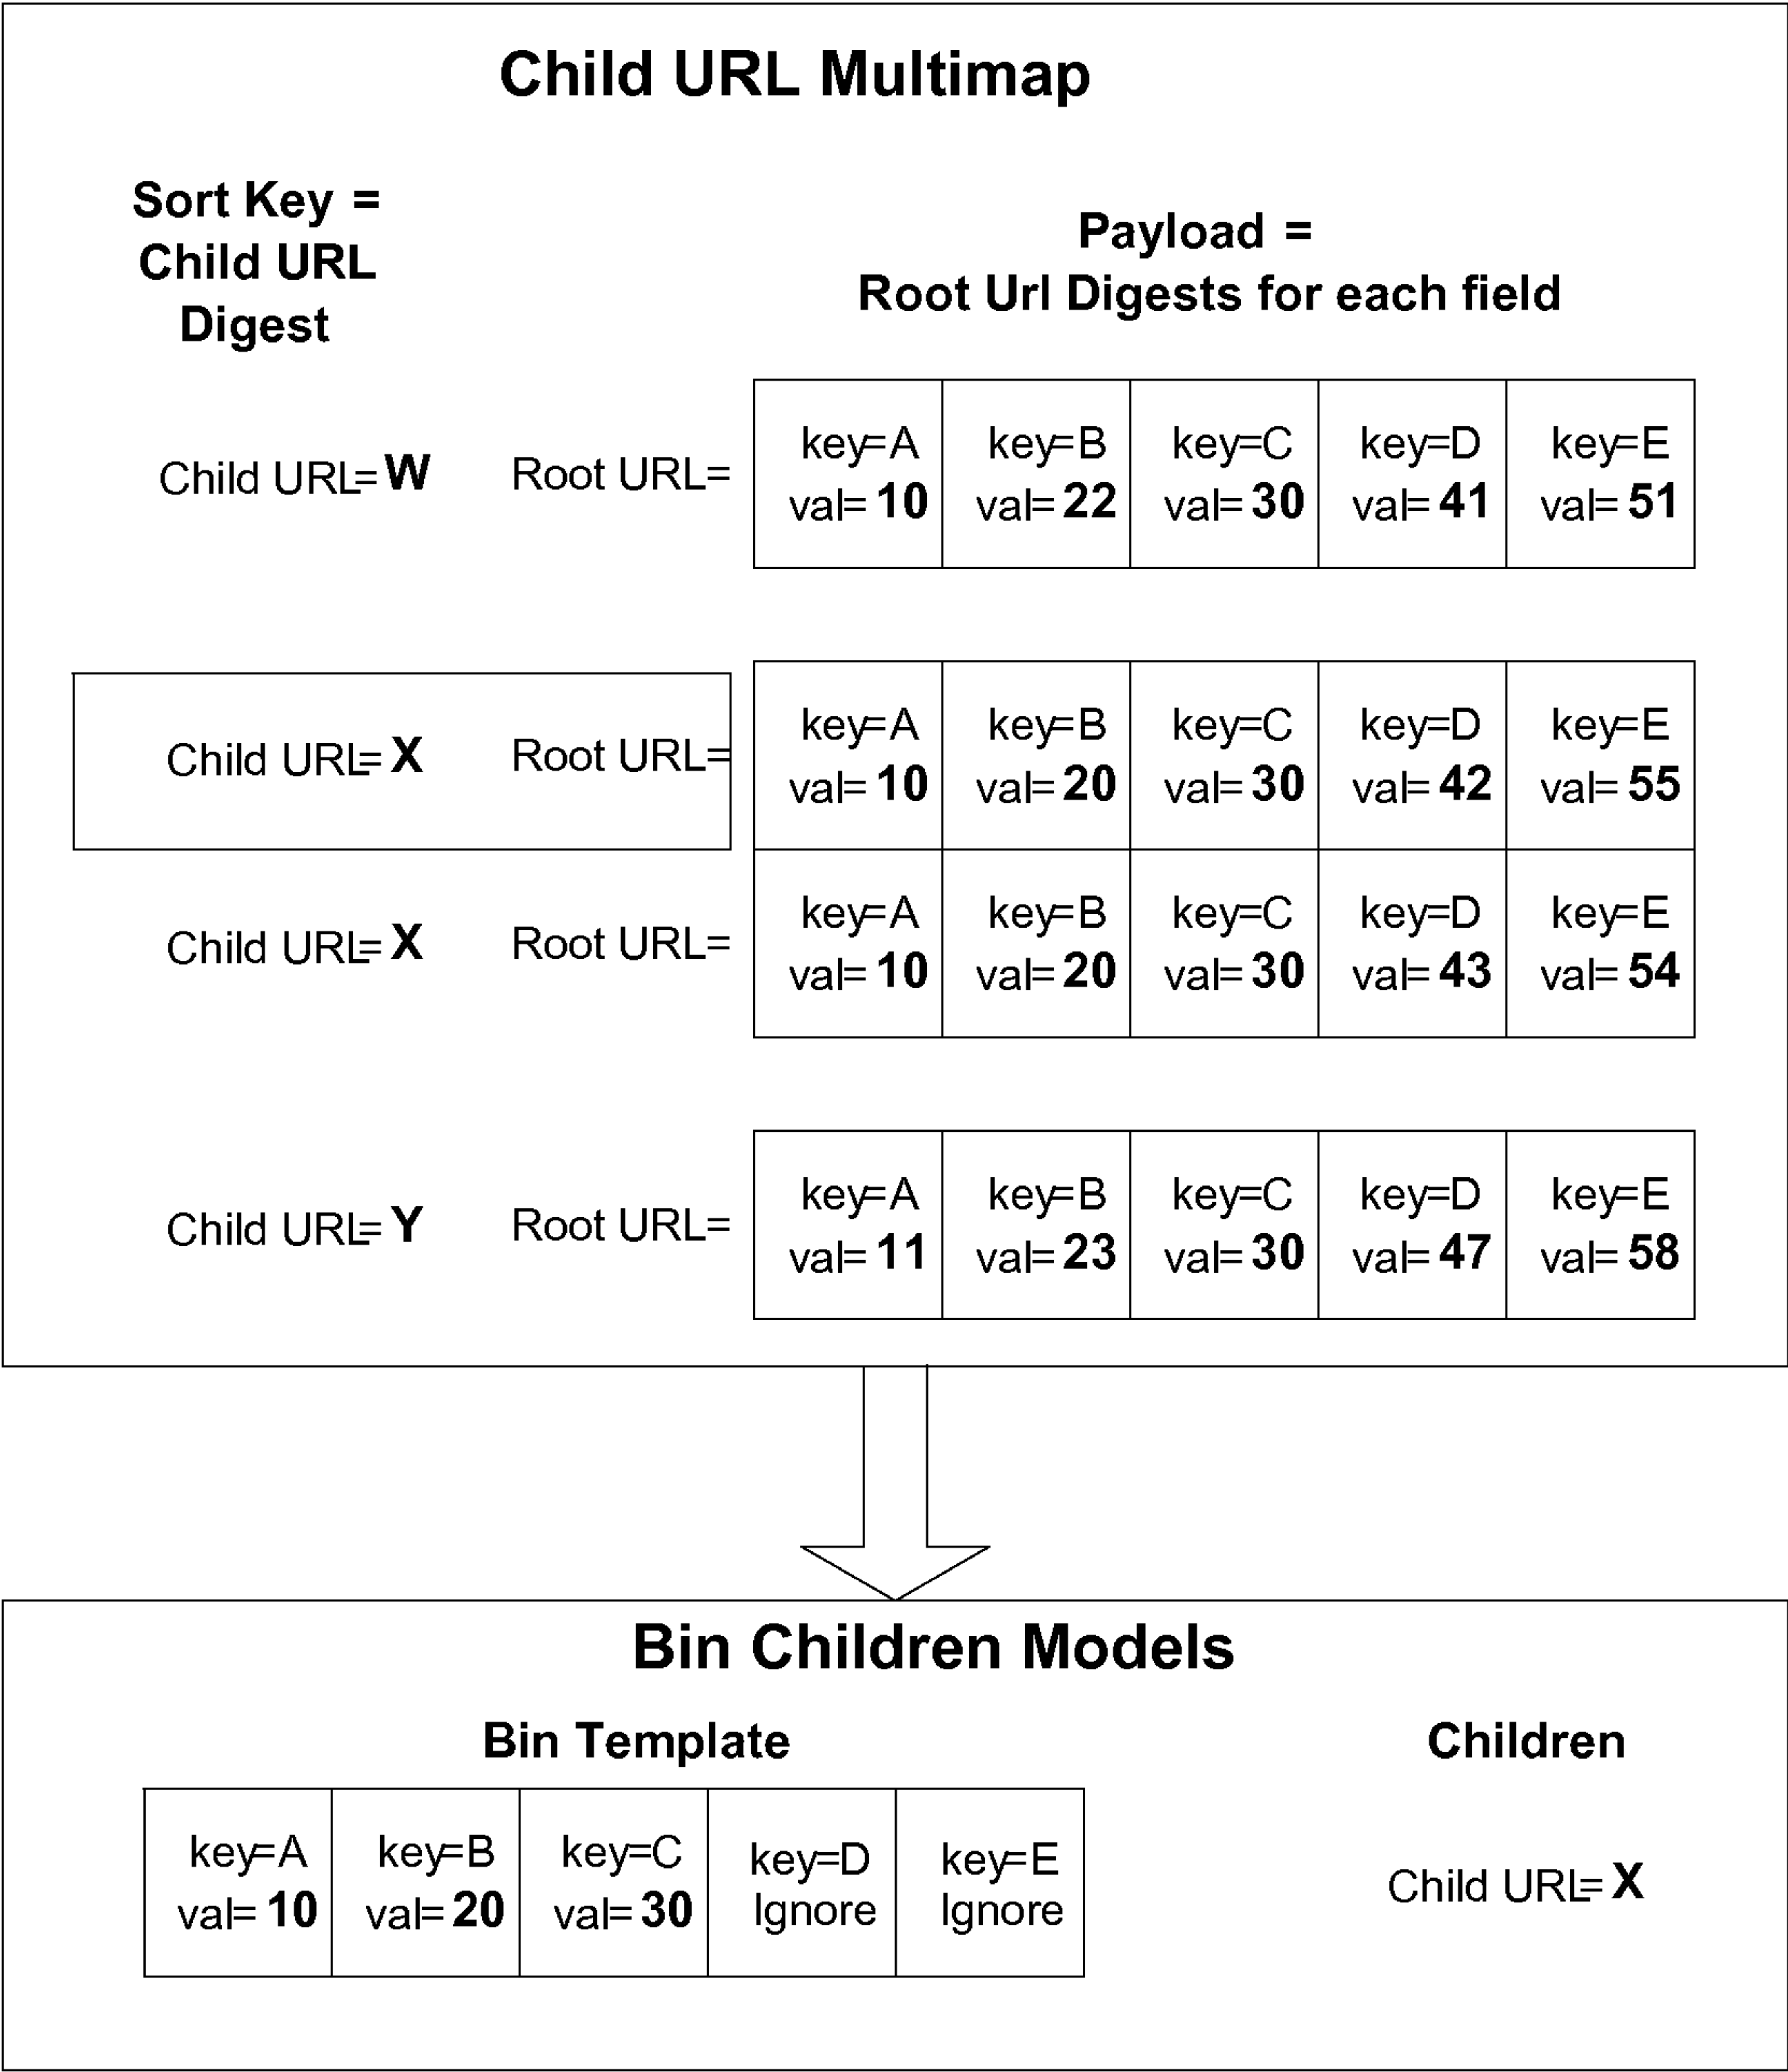 Child URL Multimap
Sort Key =
Child URL
Digest
Payload =
Root Url Digests for each field
Child URL= W Root URL=
key=A key=B key=C key=D key=E
val= 10 val= 22 val= 30 val= 41 val= 51
Child URL= X Root URL=
key=A key=B key=C key=D key=E
val= 10 val= 20 val= 30 val= 42 val= 55
Child URL= X Root URL=
key=A key=B key=C key=D key=E
val= 10 val= 20 val= 30 val= 43 val= 54
Child URL= Y Root URL=
key=A key=B key=C key=D key=E
val= 11 val= 23 val= 30 val= 47 val= 58
Bin Children Models
Bin Template
Children
key=A key=B key=C key=D key=E
val= 10 val= 20 val= 30 Ignore Ignore
Child URL= X